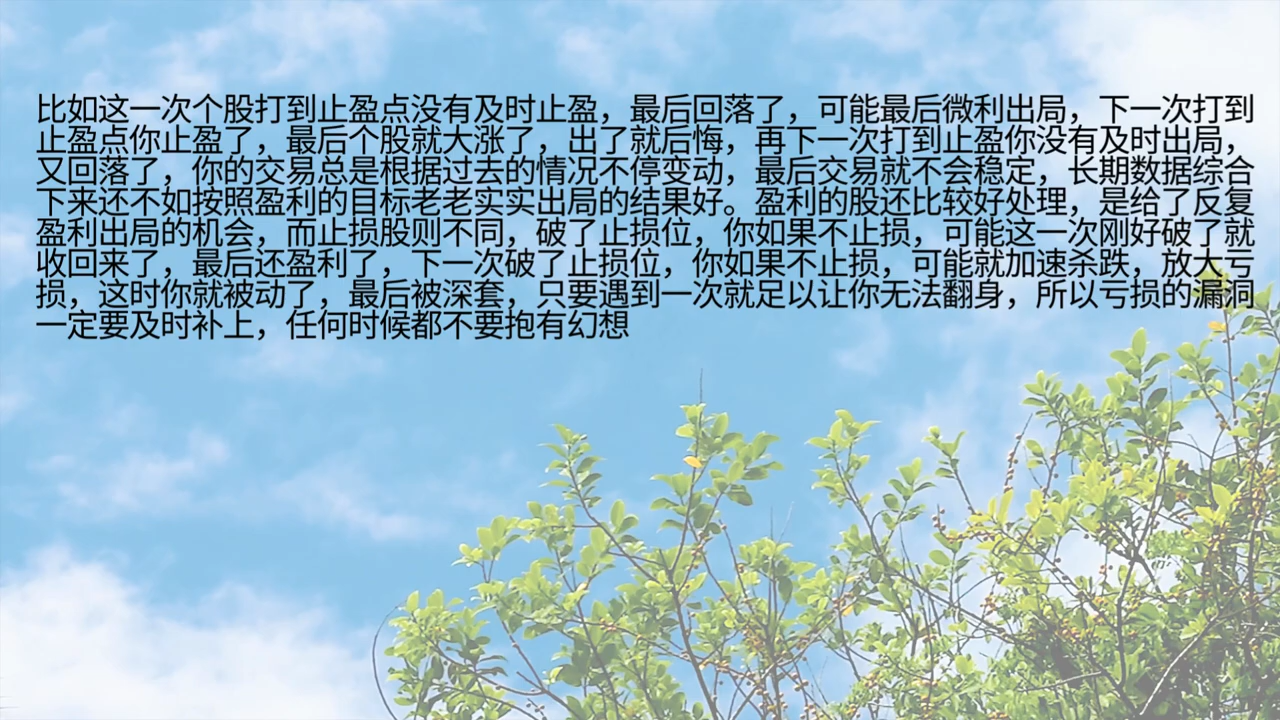 比如这一次个股打到止盈点没有及时止盈，最后回落了，可能最后微利出局，下一次打到
止盈点你止盈了，最后个股就大涨了，出了就后悔，再下一次打到止盈你没有及时出局，
又回落了，你的交易总是根据过去的情况不停变动，最后交易就不会稳定，长期数据综合
下来还不如按照盈利的目标老老实实出局的结果好。盈利的股还比较好处理，是给了反复
盈利出局的机会，而止损股则不同，破了止损位，你如果不止损，可能这一次刚好破了就
收回来了，最后还盈利了，下一次破了止损位，你如果不止损，可能就加速杀跌，放大亏
损，这时你就被动了，最后被深套，只要遇到一次就足以让你无法翻身，所以亏损的漏洞
一定要及时补上，任何时候都不要抱有幻想